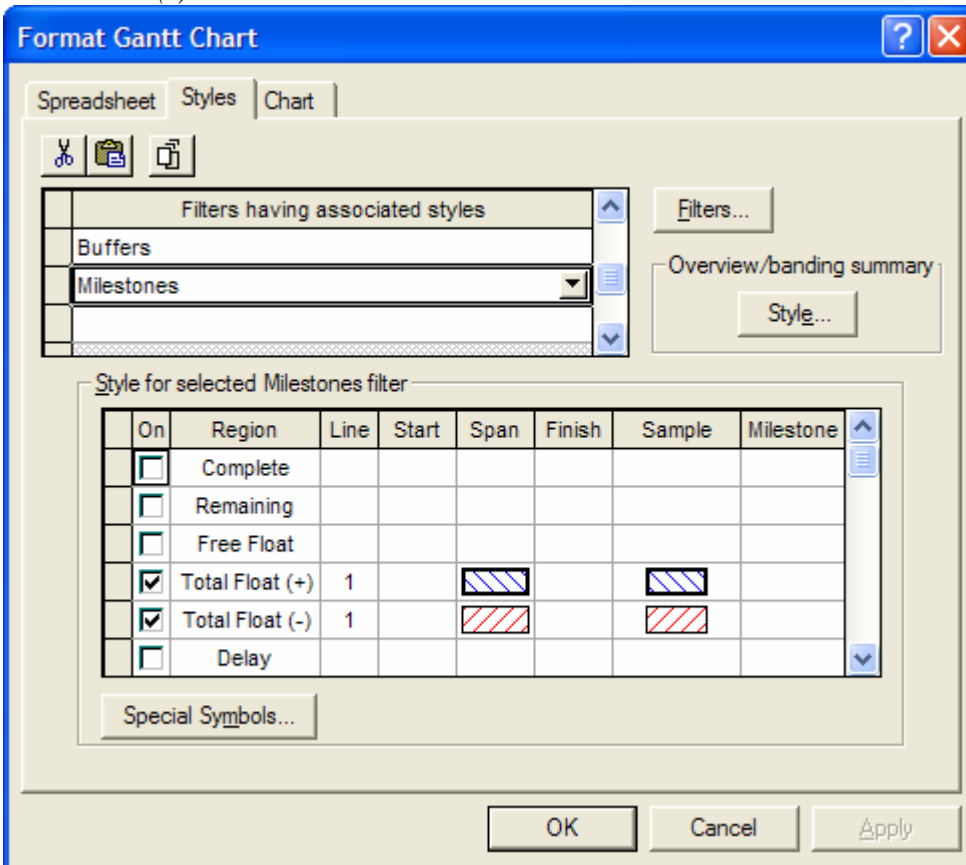 Format Gantt Chart
Spreadsheet Styles Chart
Filters having associated styles
Buffers
Milestones
Filters...
Overview/banding summary
Style...
Style for selected Milestones filter
On Region Line Start Span Finish Sample Milestone
Complete
Remaining
Free Float
Total Float (+) 1
Total Float (-) 1
Delay
Special Symbols...
OK Cancel Apply